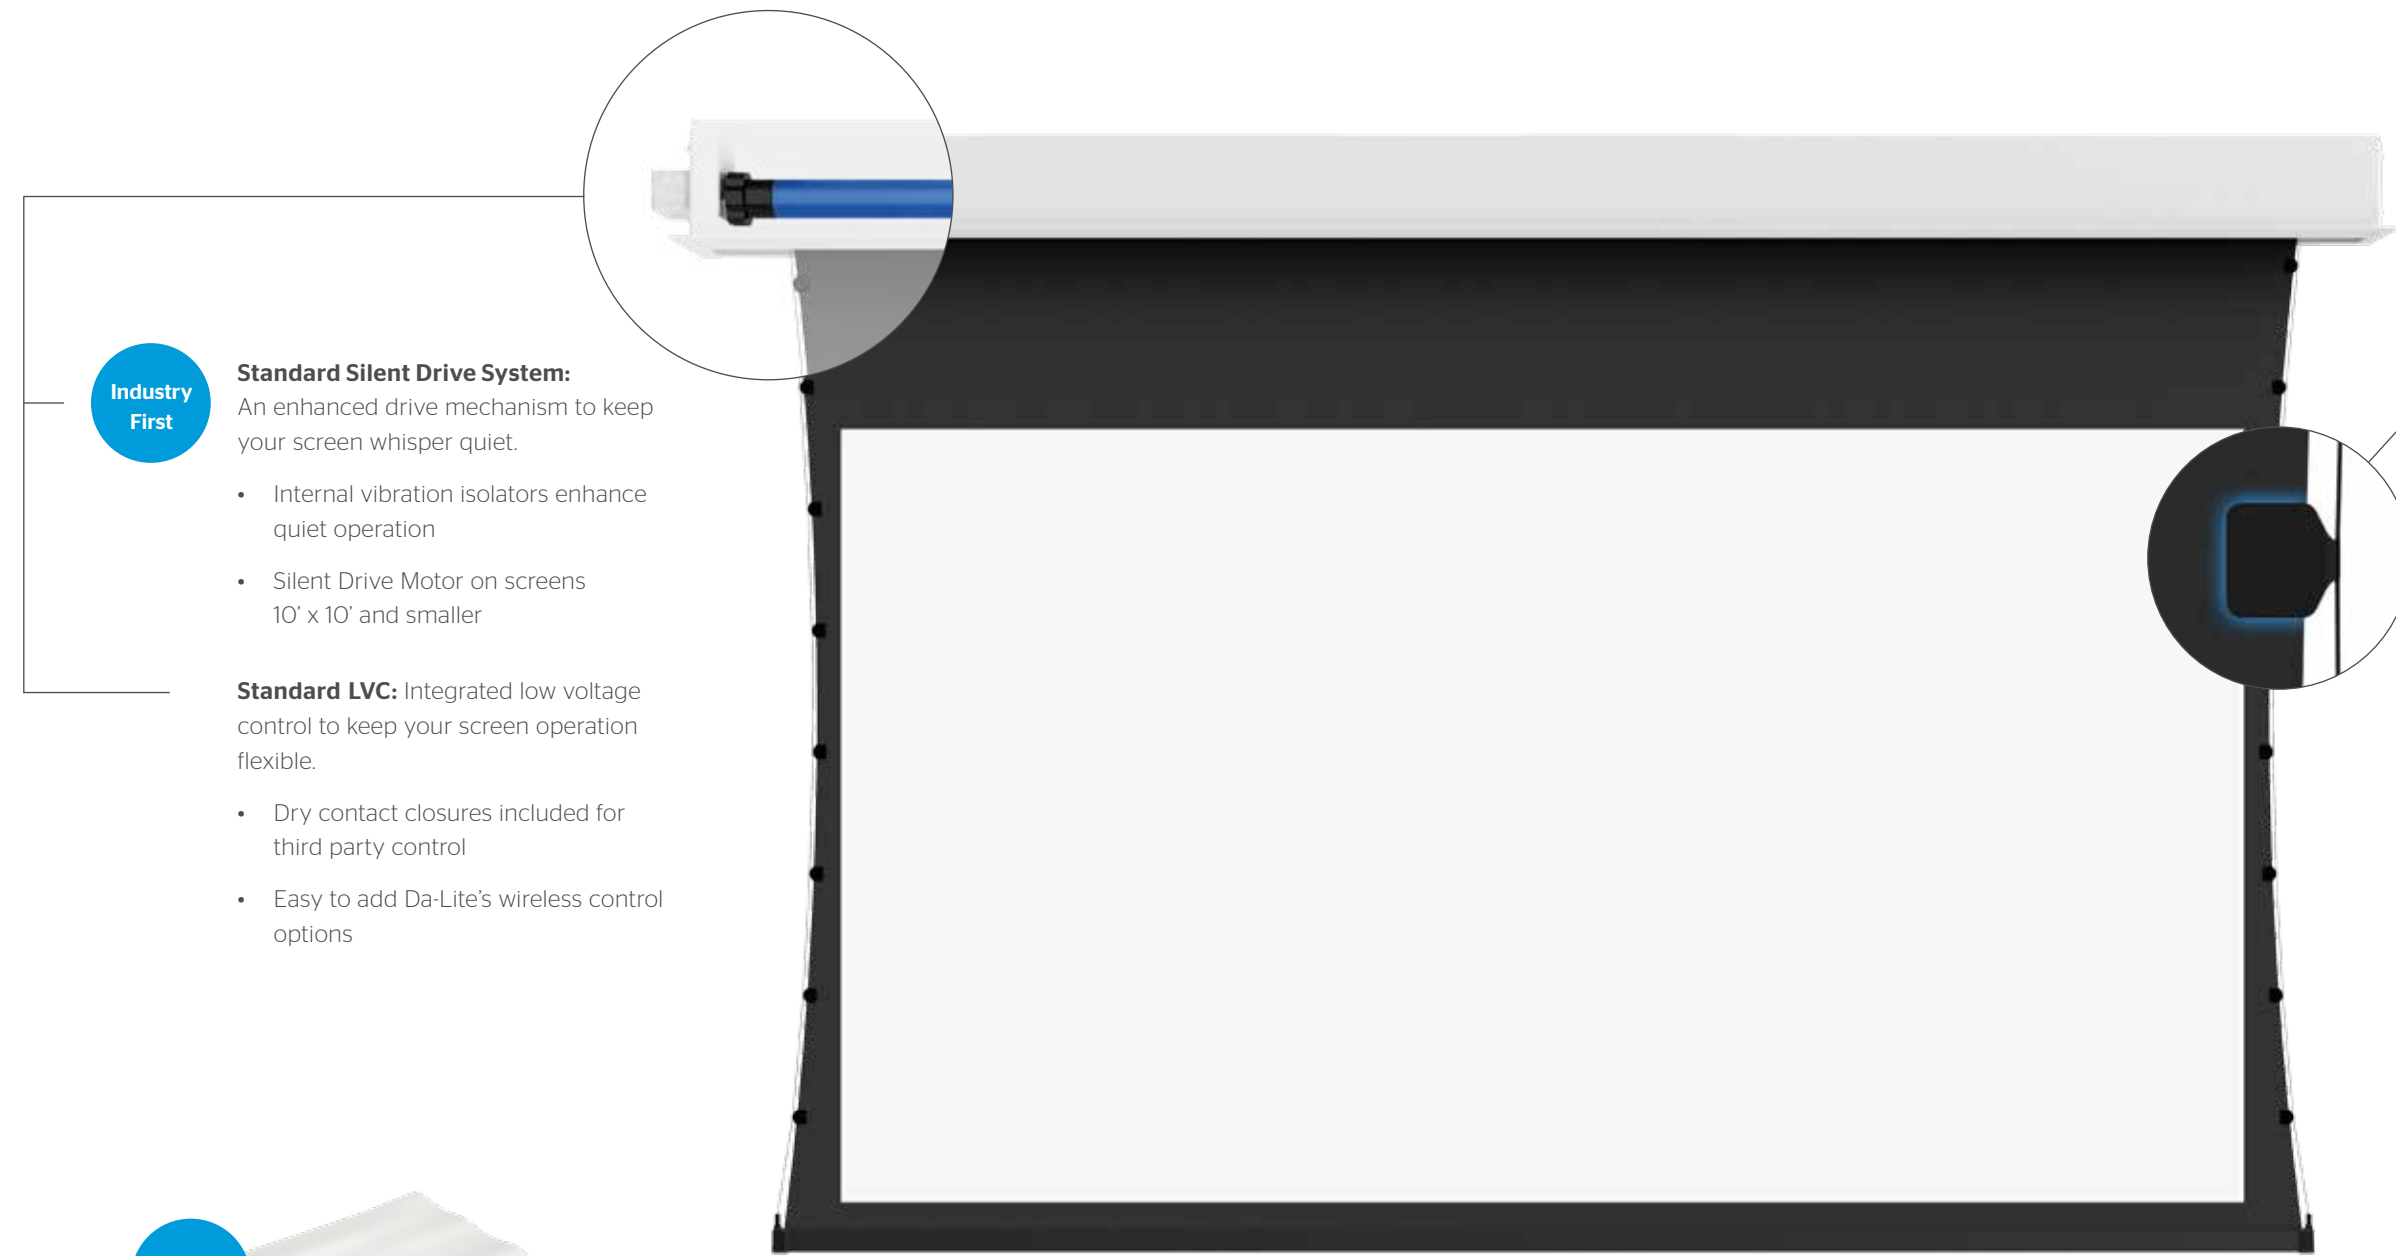 Industry
First
Standard Silent Drive System:
An enhanced drive mechanism to keep
your screen whisper quiet.
• Internal vibration isolators enhance
quiet operation
• Silent Drive Motor on screens
10’ x 10’ and smaller
Standard LVC: Integrated low voltage
control to keep your screen operation
flexible.
• Dry contact closures included for
third party control
• Easy to add Da-Lite’s wireless control
options